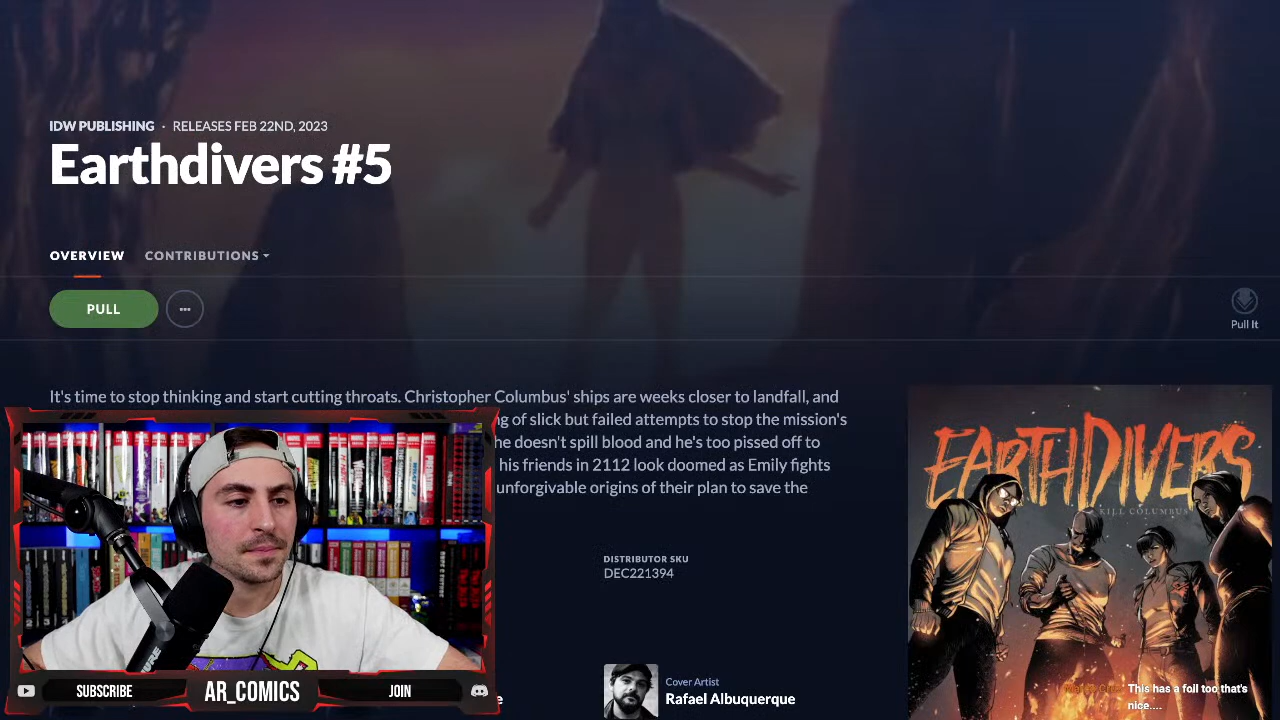 IDW PUBLISHING · RELEASES FEB 22ND, 2023
Earthdivers #5
OVERVIEW CONTRIBUTIONS
PULL
Pull It
It's time to stop thinking and start cutting throats. Christopher Columbus' ships are weeks closer to landfall, and
of slick but failed attempts to stop the mission's
he doesn't spill blood and he's too pissed off to
his friends in 2112 look doomed as Emily fights
unforgivable origins of their plan to save the
DISTRIBUTOR SKU
DEC221394
Cover Artist
Rafael Albuquerque
EARTHDIVERS
KILL COLUMBUS
This has a foil too that's
nice....
SUBSCRIBE
AR_COMICS
JOIN